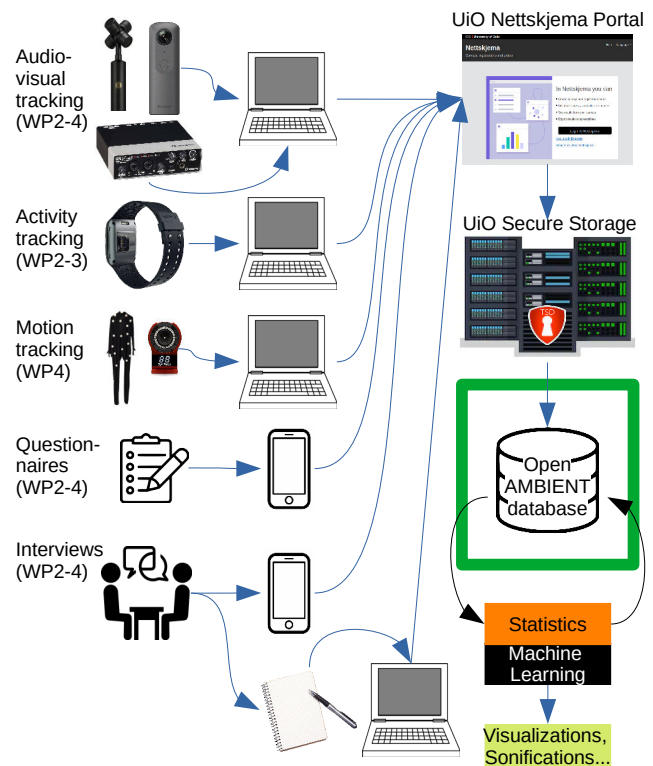 UiO Nettskjema Portal
Audio-
visual
tracking
(WP2-4)
Nettskjema
In Nettskjema you can
Activity
tracking
(WP2-3)
UiO Secure Storage
TSD
Motion
tracking
(WP4)
Question-
naires
(WP2-4)
Open
AMBIENT
database
Interviews
(WP2-4)
Statistics
Machine
Learning
Visualizations,
Sonifications...